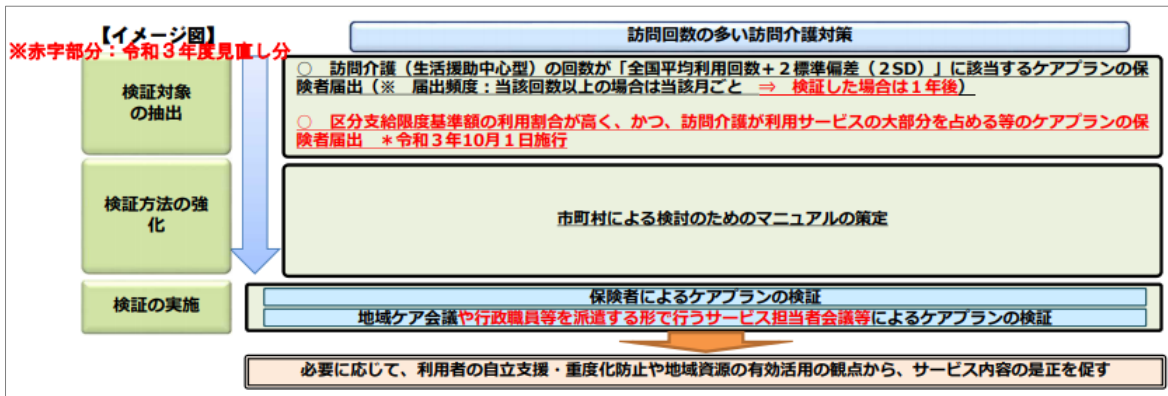 【イメージ図】
※赤字部分：令和３年度見直し分
訪問回数の多い訪問介護対策
検証対象
の抽出
○　訪問介護（生活援助中心型）の回数が「全国平均利用回数＋２標準偏差（２SD）」に該当するケアプランの保
険者届出（※　届出頻度：当該回数以上の場合は当該月ごと　⇒　検証した場合は１年後）
○　区分支給限度基準額の利用割合が高く、かつ、訪問介護が利用サービスの大部分を占める等のケアプランの保
険者届出　＊令和３年10月１日施行
検証方法の強
化
市町村による検討のためのマニュアルの策定
検証の実施
保険者によるケアプランの検証
地域ケア会議や行政職員等を派遣する形で行うサービス担当者会議等によるケアプランの検証
必要に応じて、利用者の自立支援・重度化防止や地域資源の有効活用の観点から、サービス内容の是正を促す